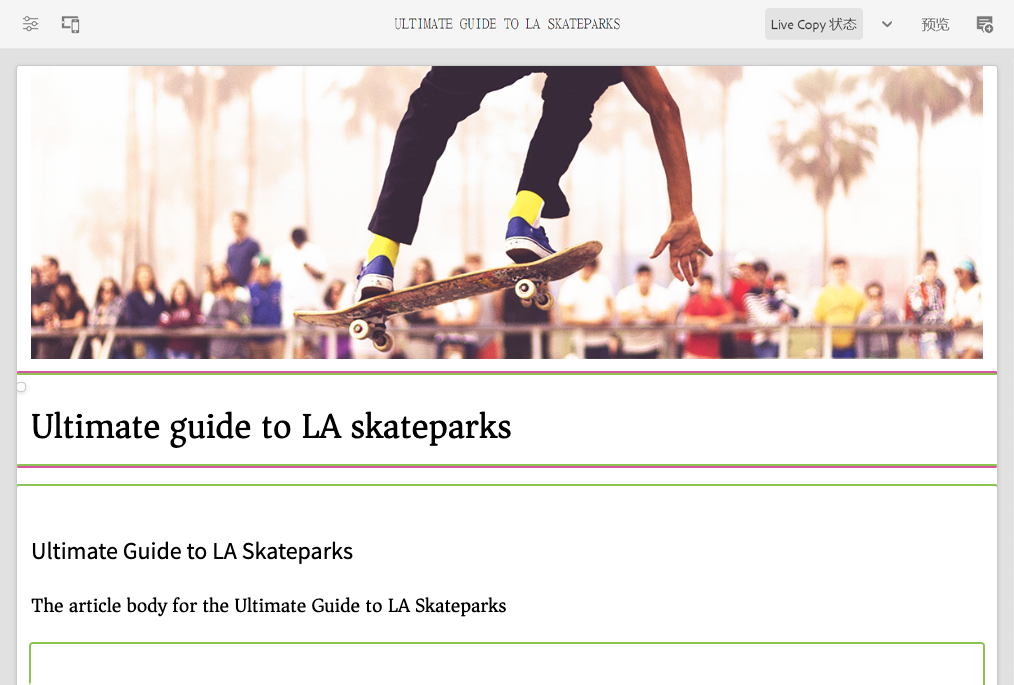 ULTIMATE GUIDE TO LA SKATEPARKS
Live Copy 状态
预览
Ultimate guide to LA skateparks
Ultimate Guide to LA Skateparks
The article body for the Ultimate Guide to LA Skateparks